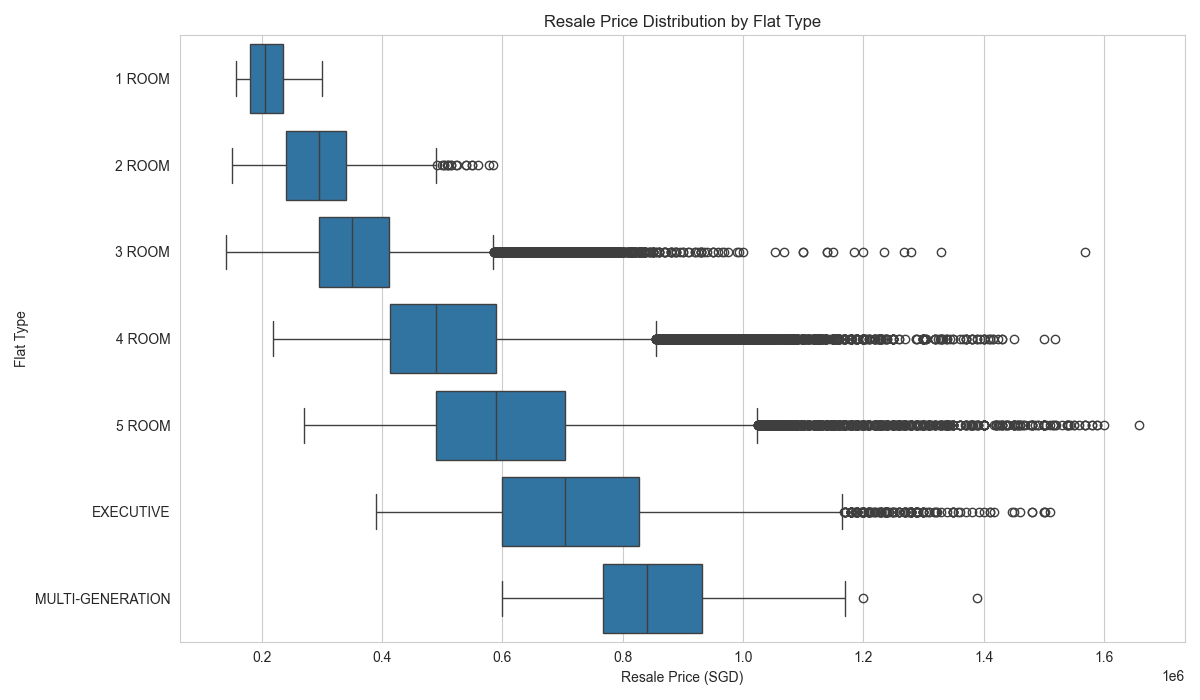 Resale Price Distribution by Flat Type
Flat Type
1 ROOM
2 ROOM
3 ROOM
4 ROOM
5 ROOM
EXECUTIVE
MULTI-GENERATION
0.2 0.4 0.6 0.8 1.0 1.2 1.4 1.6
1e6
Resale Price (SGD)